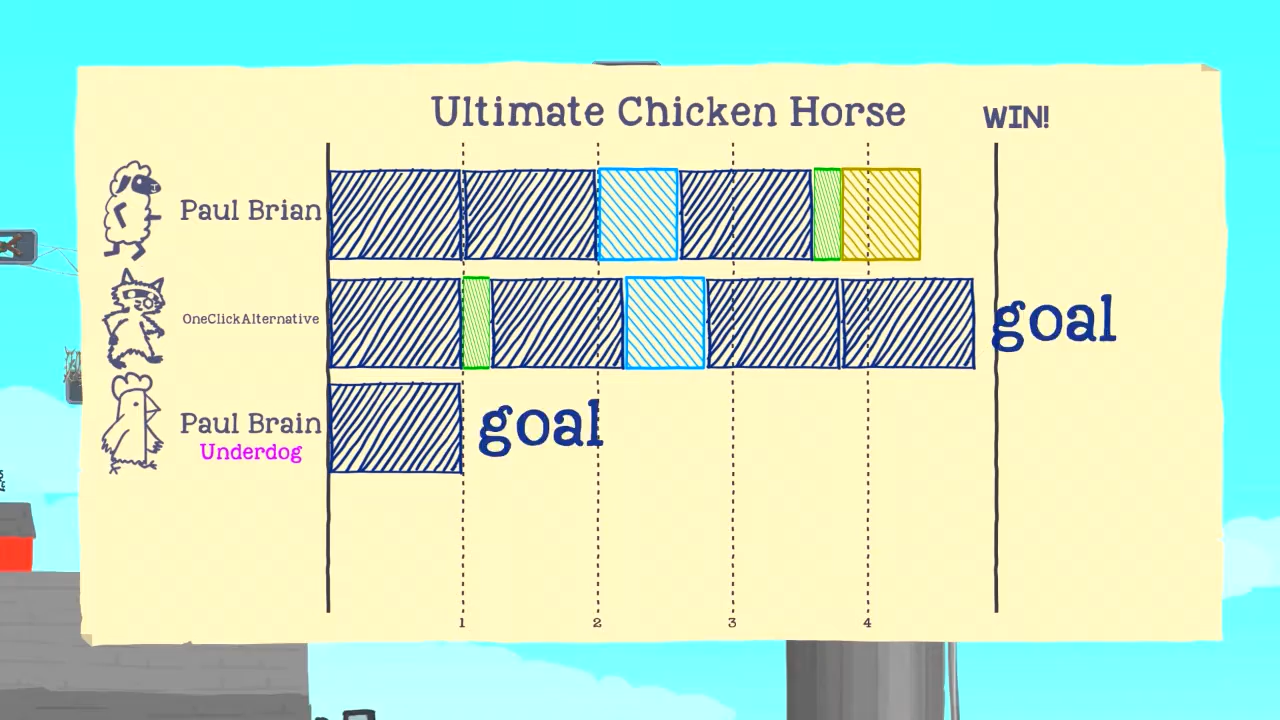 Ultimate Chicken Horse
WIN!
Paul Brian
OneClickAlternative
goal
Paul Brain
goal
Underdog
1 2 3 4